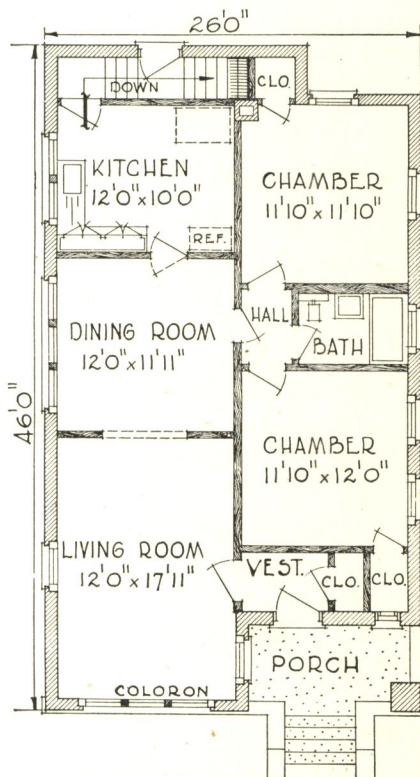 26'0"
DOWN
CLO.
KITCHEN
12'0"x10'0"
CHAMBER
11'10"x11'10"
REF.
HALL
DINING ROOM
12'0"x11'11"
BATH
46'0"
CHAMBER
11'10"x12'0"
LIVING ROOM
12'0"x17'11"
VEST.
CLO.
CLO.
PORCH
COLORON